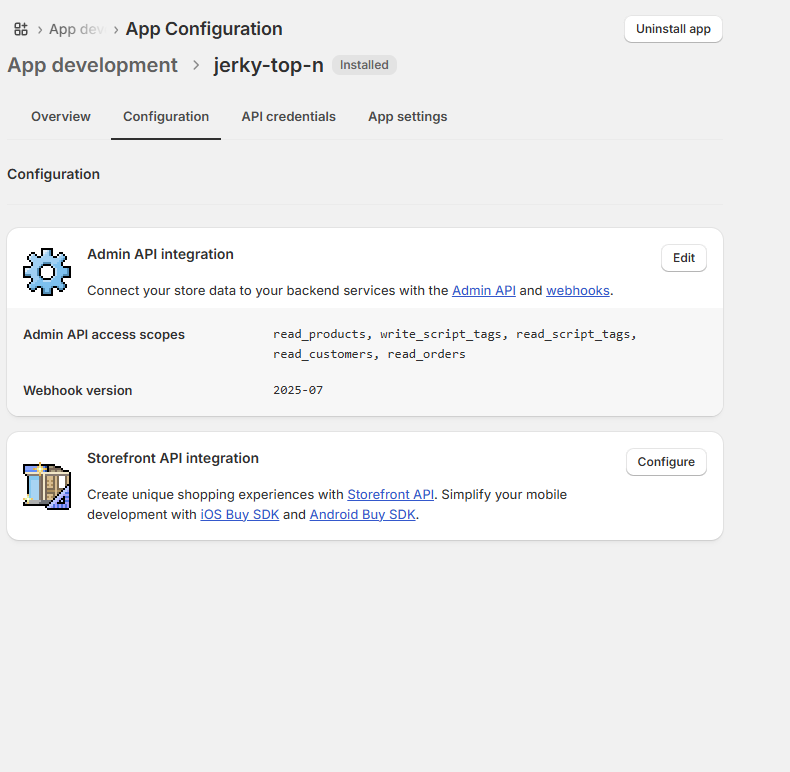 App dev
App Configuration
Uninstall app
App development
jerky-top-n
Installed
Overview
Configuration
API credentials
App settings
Configuration
Admin API integration
Edit
Connect your store data to your backend services with the Admin API and webhooks.
Admin API access scopes
read_products, write_script_tags, read_script_tags,
read_customers, read_orders
Webhook version
2025-07
Storefront API integration
Configure
Create unique shopping experiences with Storefront API. Simplify your mobile
development with iOS Buy SDK and Android Buy SDK.